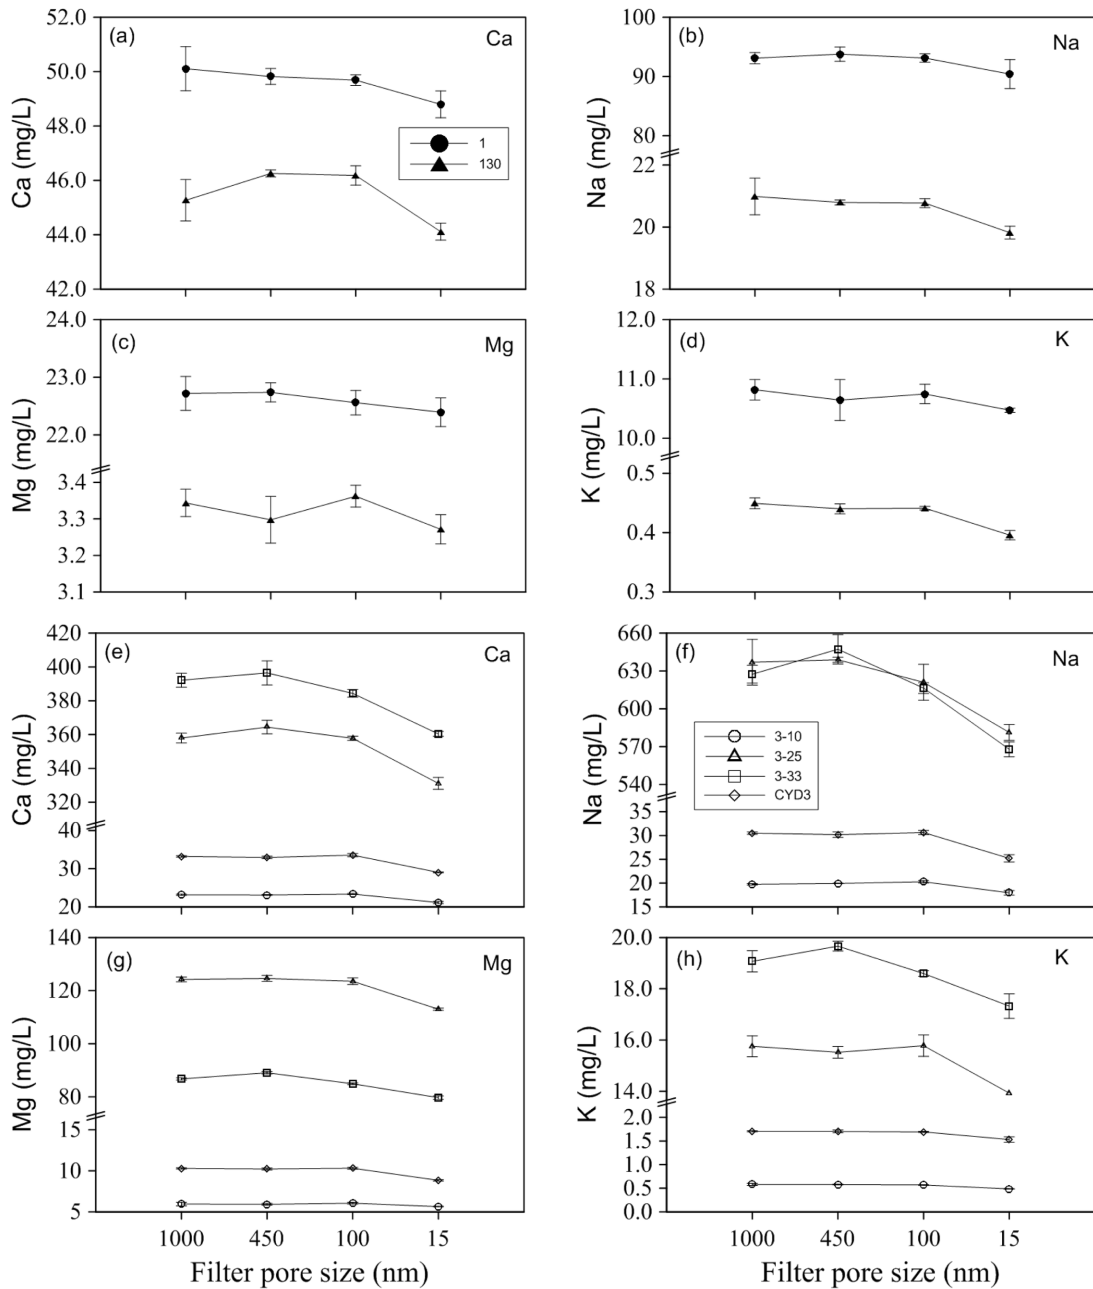 (a)
Ca
Ca (mg/L)
52.0
50.0
48.0
46.0
44.0
42.0
1
130
(b)
Na
Na (mg/L)
100
90
80
22
20
18
(c)
Mg
Mg (mg/L)
24.0
23.0
22.0
3.4
3.3
3.2
3.1
(d)
K
K (mg/L)
12.0
11.0
10.0
0.5
0.4
0.3
(e)
Ca
Ca (mg/L)
420
400
380
360
340
320
40
30
20
(f)
Na
Na (mg/L)
660
630
600
570
540
35
30
25
20
15
3-10
3-25
3-33
CYD3
(g)
Mg
Mg (mg/L)
140
120
100
80
15
10
5
1000 450 100 15
Filter pore size (nm)
(h)
K
K (mg/L)
20.0
18.0
16.0
14.0
2.0
1.5
1.0
0.5
0.0
1000 450 100 15
Filter pore size (nm)